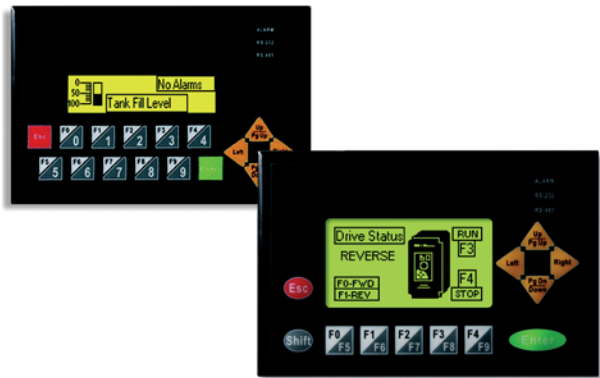 ALARM
RS-232
RS-485
No Alarms
0
50
100
Tank Fill Level
Esc
F0 0 F1 1 F2 2 F3 3 F4 4
F5 5 F6 6 F7 7 F8 8 F9 9
Up
Pg Up
Left
ALARM
RS-232
RS-485
Drive Status
REVERSE
F0-FWD
F1-REV
RUN
F3
F4
STOP
Up
Pg Up
Left Right
Pg Dn
Down
Esc
Shift
F0 F5 F1 F6 F2 F7 F3 F8 F4 F9
Enter